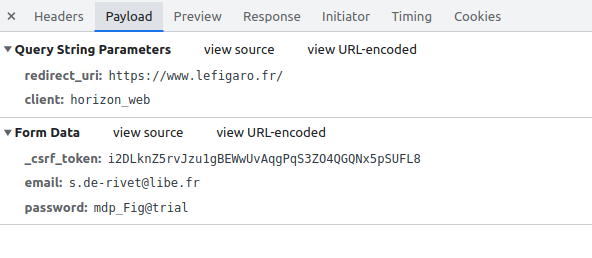 × Headers Payload Preview Response Initiator Timing Cookies
▼ Query String Parameters view source view URL-encoded
redirect_uri: https://www.lefigaro.fr/
client: horizon_web
▼ Form Data view source view URL-encoded
_csrf_token: i2DLknZ5rvJzu1gBEWwUvAqgPqS3ZO4QGQNx5pSUFL8
email: s.de-rivet@libe.fr
password: mdp_Fig@trial